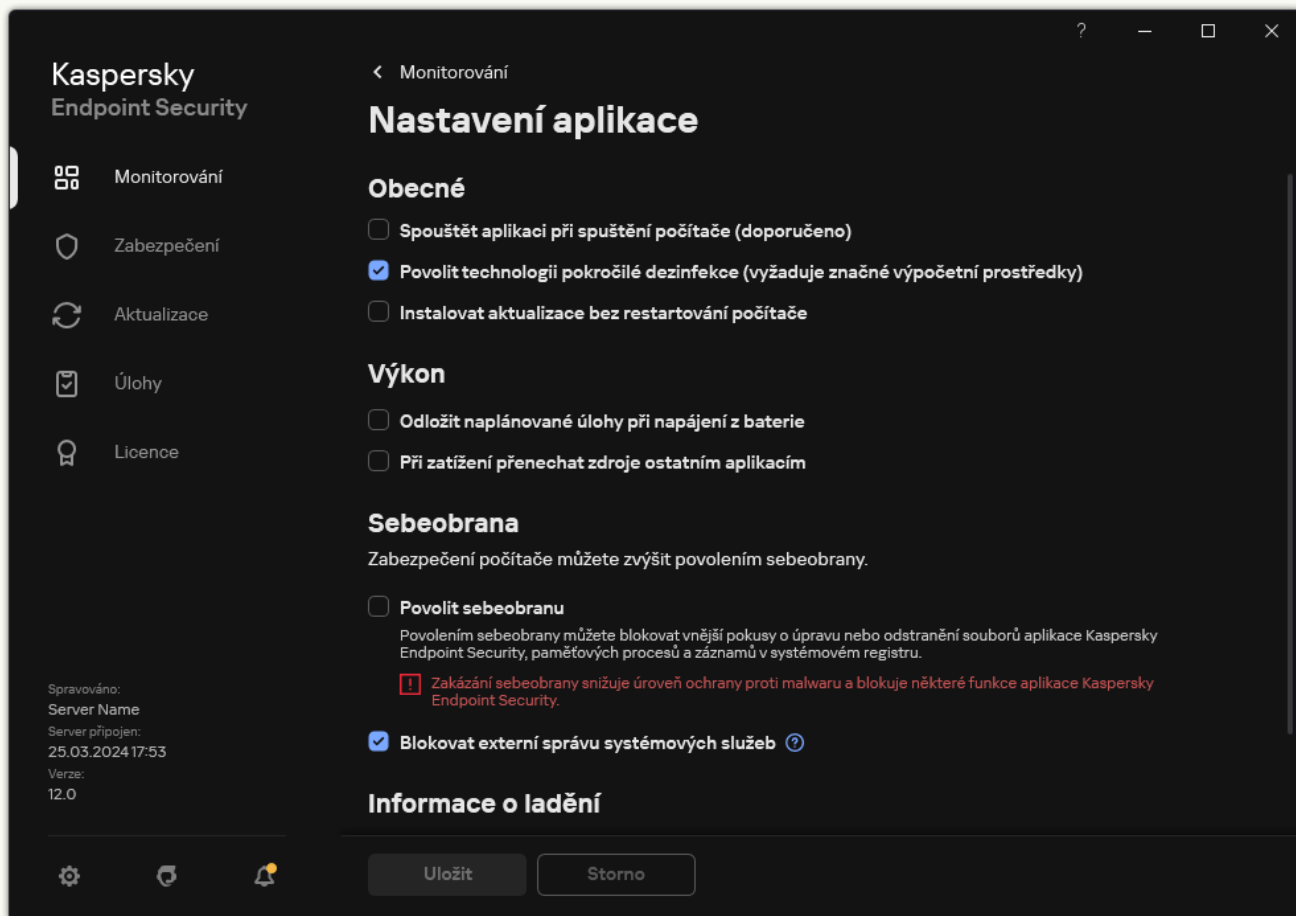 Kaspersky
Endpoint Security
Monitorování
Zabezpečení
Aktualizace
Úlohy
Licence
Spravováno:
Server Name
Server připojen:
25.03.2024 17:53
Verze:
12.0
?
Monitorování
Nastavení aplikace
Obecné
Spouštět aplikaci při spuštění počítače (doporučeno)
Povolit technologii pokročilé dezinfekce (vyžaduje značné výpočetní prostředky)
Instalovat aktualizace bez restartování počítače
Výkon
Odložit naplánované úlohy při napájení z baterie
Při zatížení přenechat zdroje ostatním aplikacím
Sebeobrana
Zabezpečení počítače můžete zvýšit povolením sebeobrany.
Povolit sebeobranu
Povolením sebeobrany můžete blokovat vnější pokusy o úpravu nebo odstranění souborů aplikace Kaspersky
Endpoint Security, paměťových procesů a záznamů v systémovém registru.
Zakázání sebeobrany snižuje úroveň ochrany proti malwaru a blokuje některé funkce aplikace Kaspersky
Endpoint Security.
Blokovat externí správu systémových služeb
Informace o ladění
Uložit
Storno